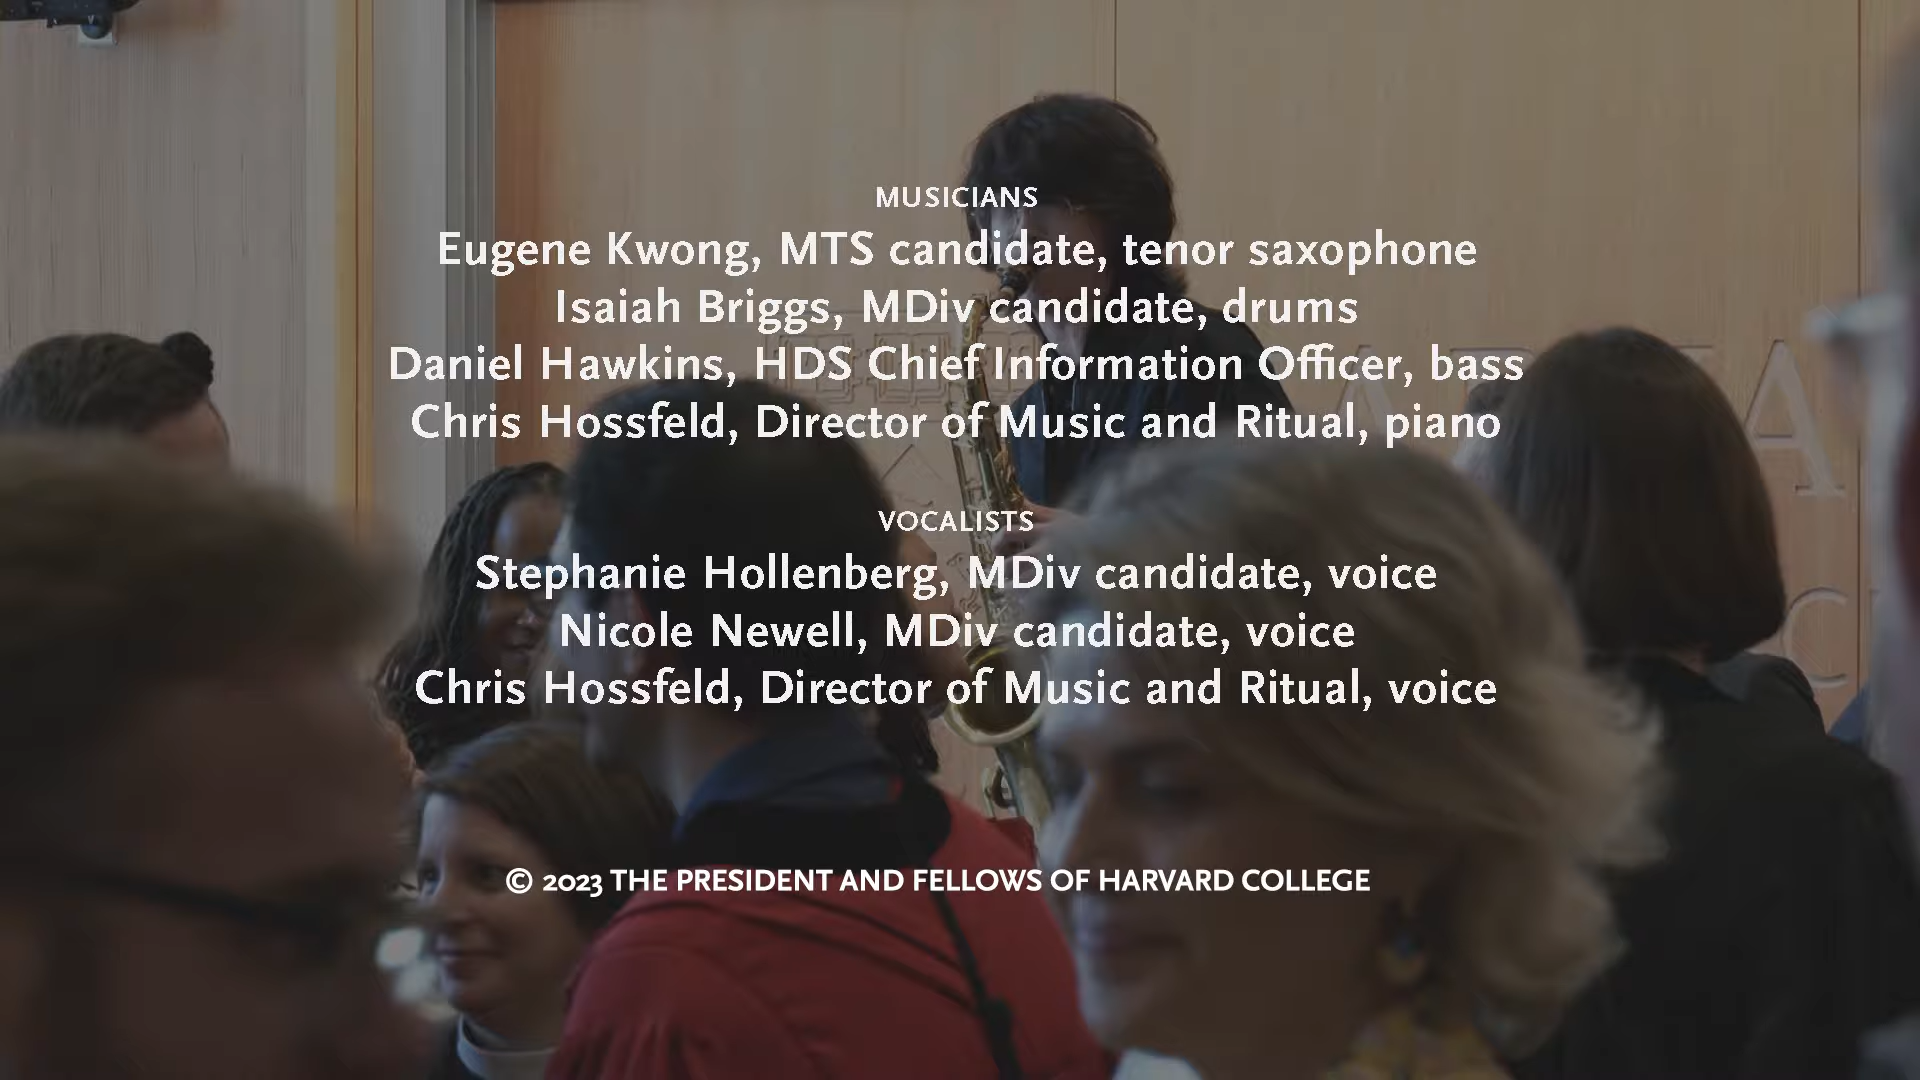 MUSICIANS
Eugene Kwong, MTS candidate, tenor saxophone
Isaiah Briggs, MDiv candidate, drums
Daniel Hawkins, HDS Chief Information Officer, bass
Chris Hossfeld, Director of Music and Ritual, piano
VOCALISTS
Stephanie Hollenberg, MDiv candidate, voice
Nicole Newell, MDiv candidate, voice
Chris Hossfeld, Director of Music and Ritual, voice
© 2023 THE PRESIDENT AND FELLOWS OF HARVARD COLLEGE